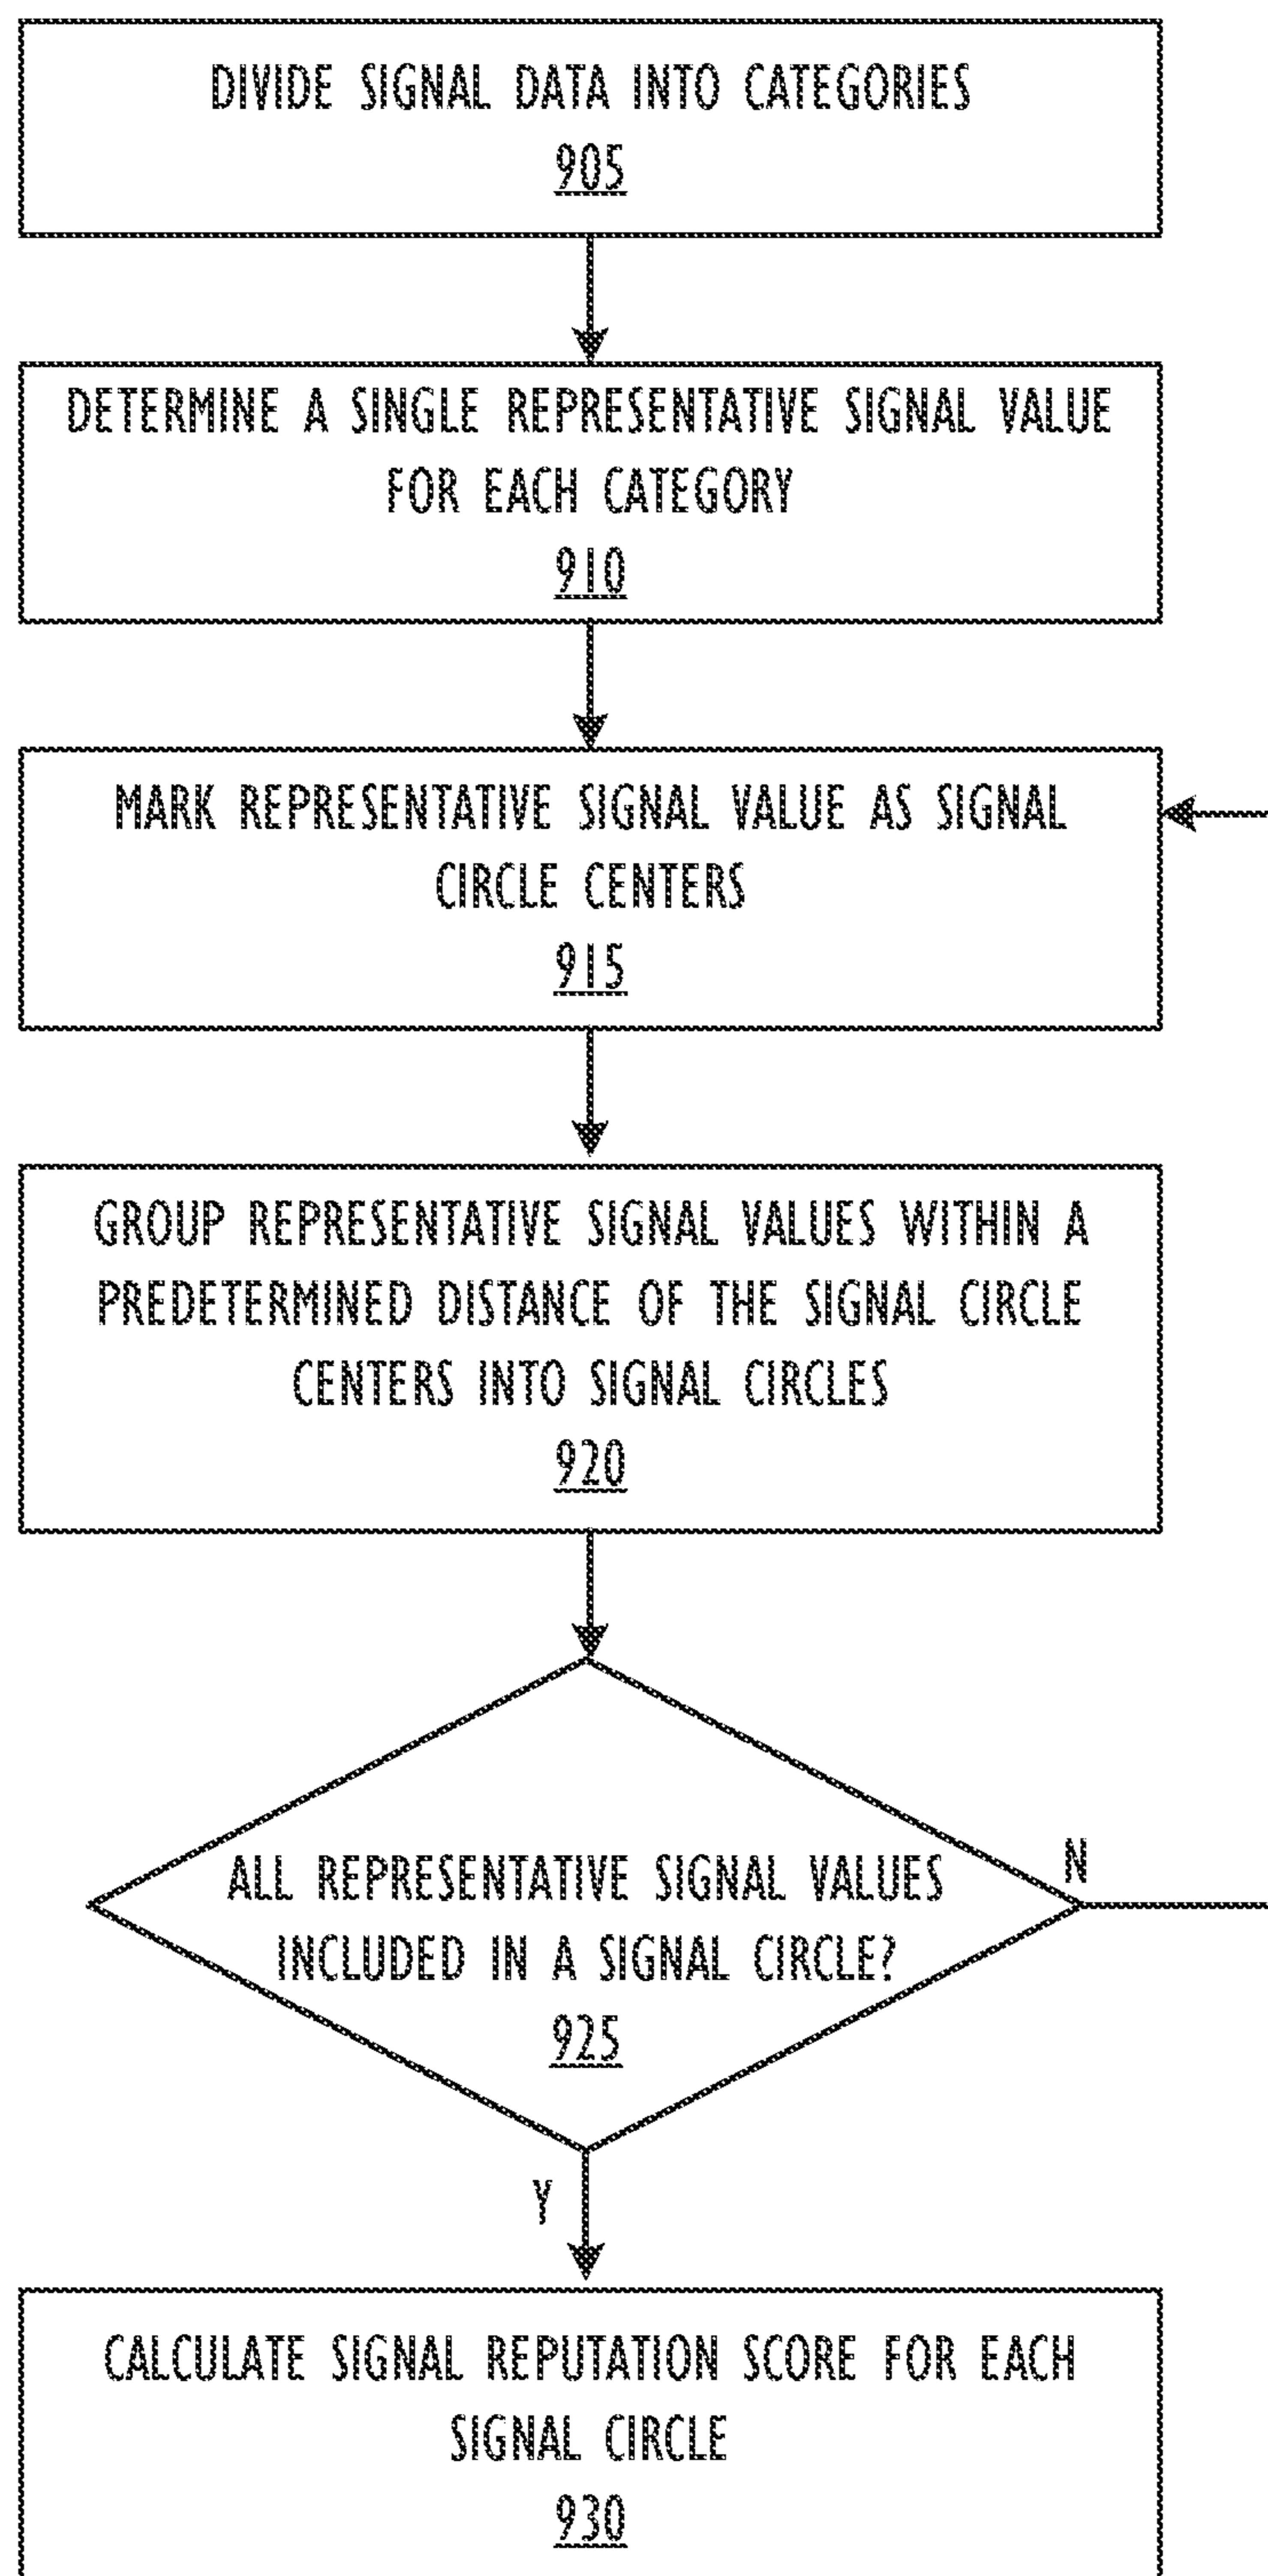 DIVIDE SIGNAL DATA INTO CATEGORIES
905
DETERMINE A SINGLE REPRESENTATIVE SIGNAL VALUE
FOR EACH CATEGORY
910
MARK REPRESENTATIVE SIGNAL VALUE AS SIGNAL
CIRCLE CENTERS
915
GROUP REPRESENTATIVE SIGNAL VALUES WITHIN A
PREDETERMINED DISTANCE OF THE SIGNAL CIRCLE
CENTERS INTO SIGNAL CIRCLES
920
ALL REPRESENTATIVE SIGNAL VALUES
INCLUDED IN A SIGNAL CIRCLE?
925
N
Y
CALCULATE SIGNAL REPUTATION SCORE FOR EACH
SIGNAL CIRCLE
930